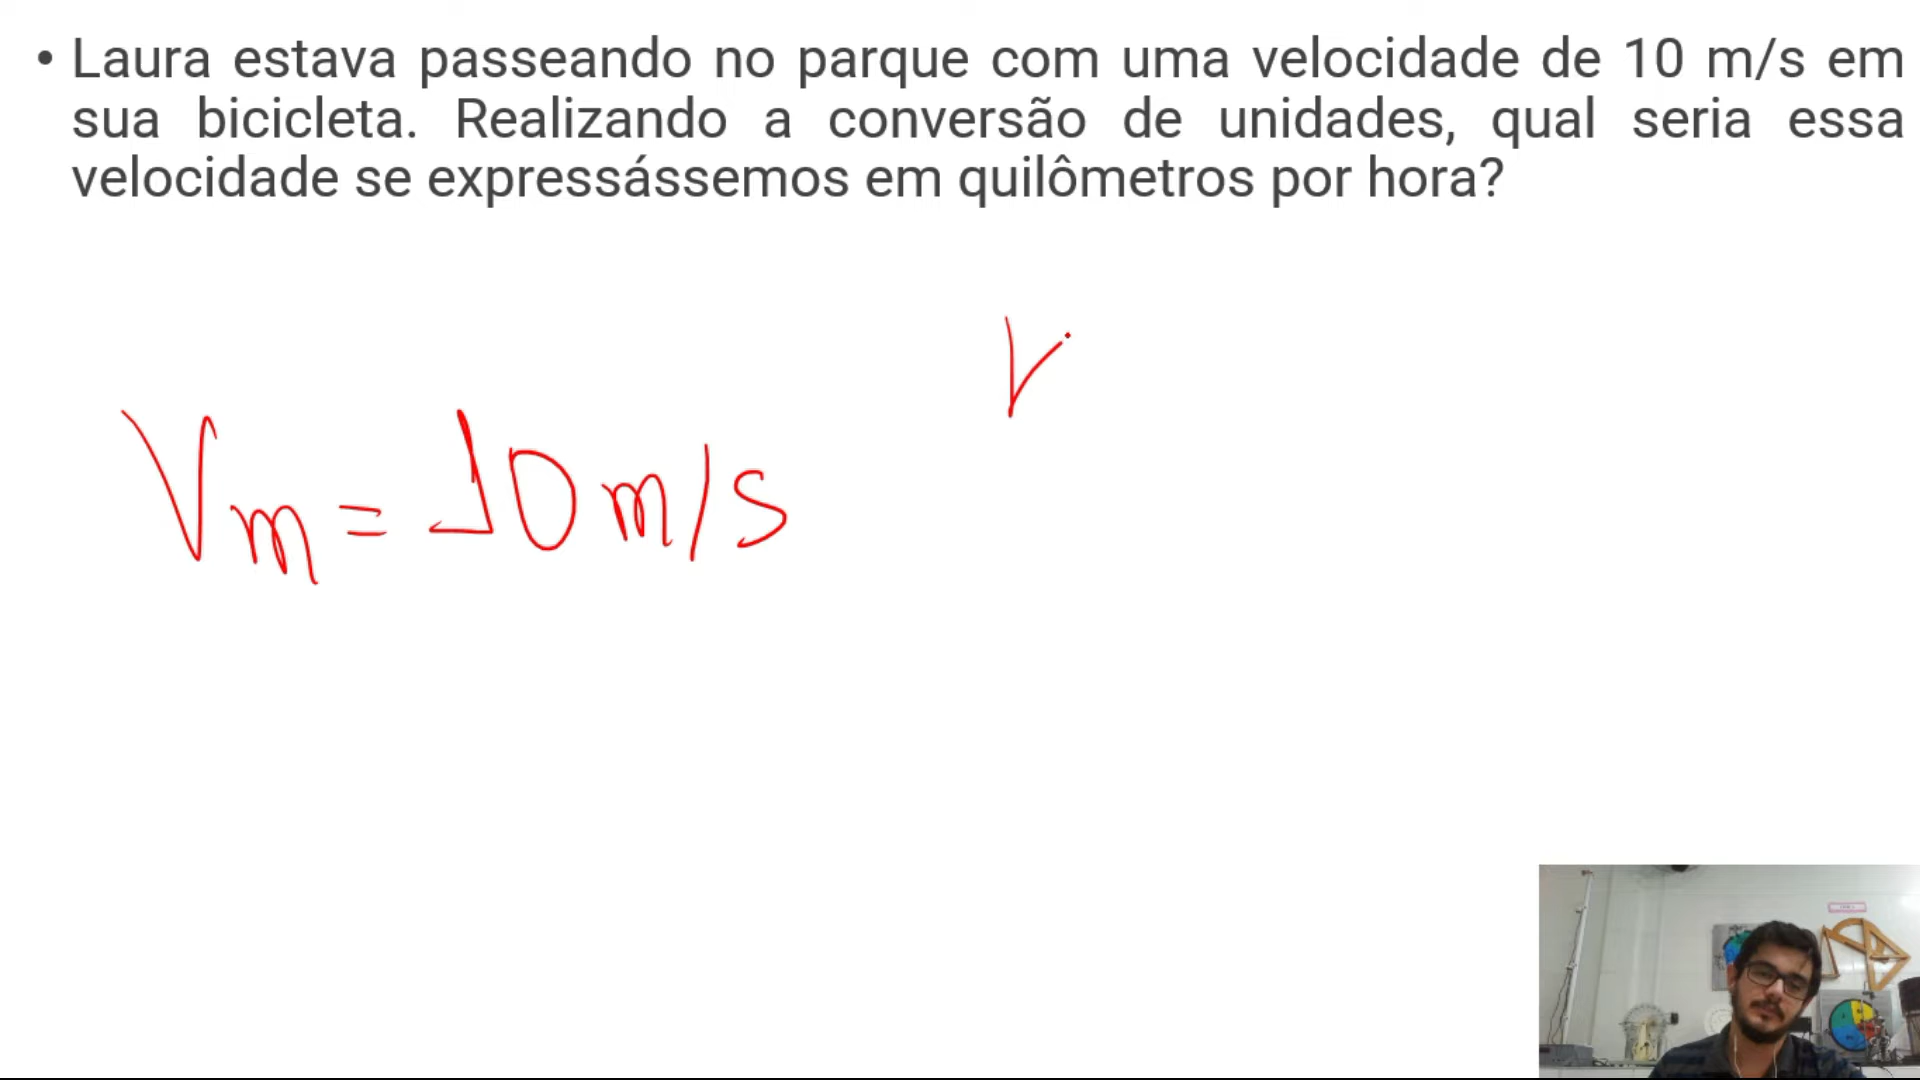 • Laura estava passeando no parque com uma velocidade de 10 m/s em
sua bicicleta. Realizando a conversão de unidades, qual seria essa
velocidade se expressássemos em quilômetros por hora?
Vm = 10 m/s